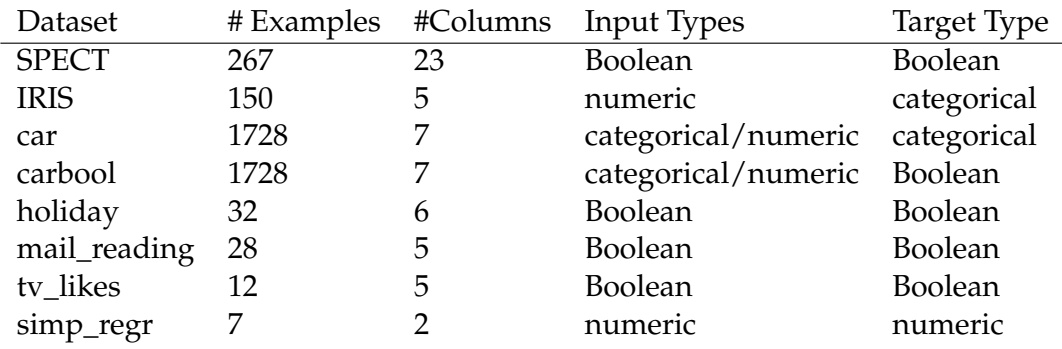 Dataset # Examples #Columns Input Types Target Type
SPECT 267 23 Boolean Boolean
IRIS 150 5 numeric categorical
car 1728 7 categorical/numeric categorical
carbool 1728 7 categorical/numeric Boolean
holiday 32 6 Boolean Boolean
mail_reading 28 5 Boolean Boolean
tv_likes 12 5 Boolean Boolean
simp_regr 7 2 numeric numeric